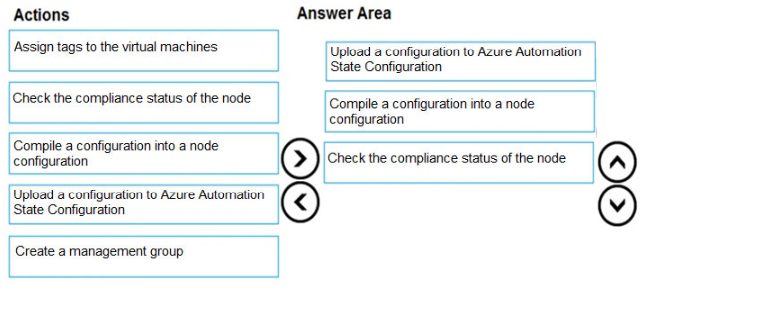 Actions
Assign tags to the virtual machines
Check the compliance status of the node
Compile a configuration into a node
configuration
Upload a configuration to Azure Automation
State Configuration
Create a management group
Answer Area
Upload a configuration to Azure Automation
State Configuration
Compile a configuration into a node
configuration
Check the compliance status of the node